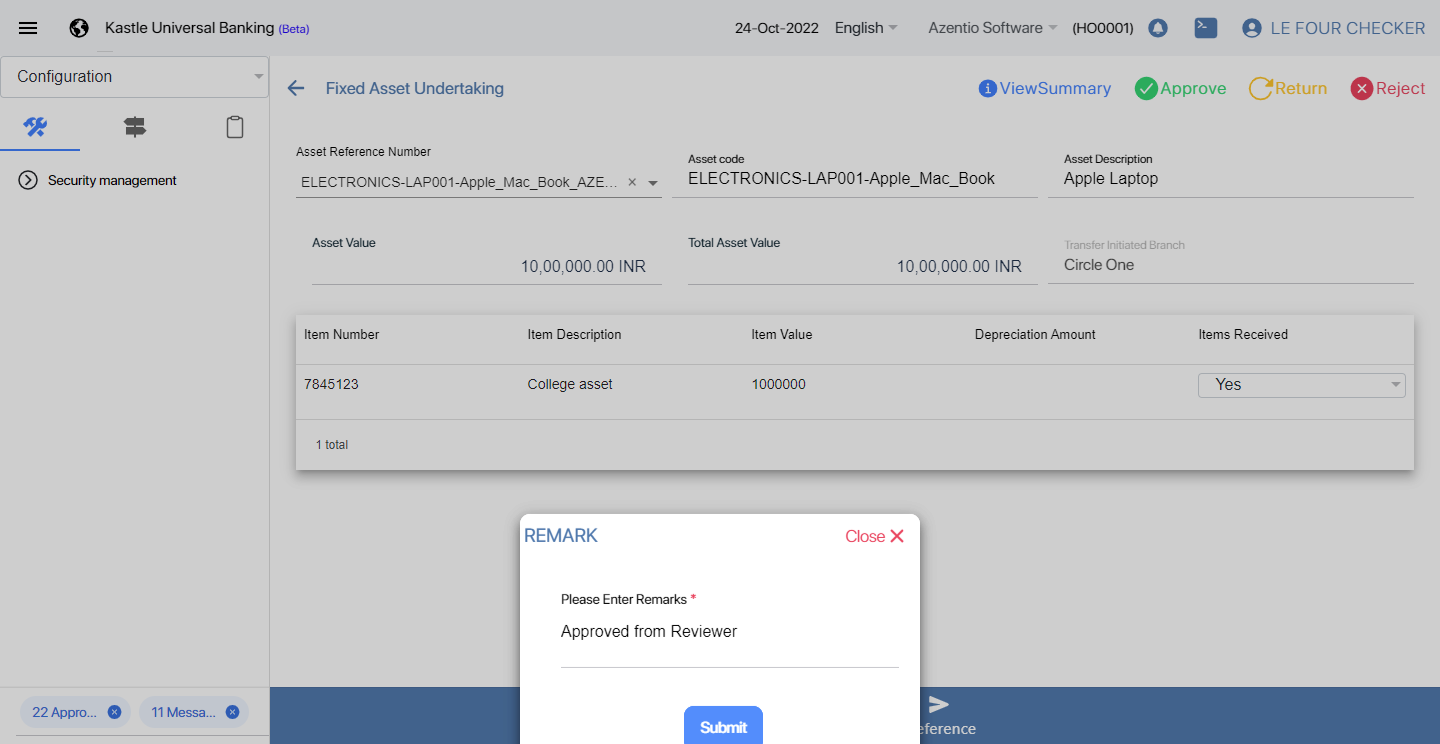 Kastle Universal Banking (Beta)
24-Oct-2022 English Azentio Software (HO0001) LE FOUR CHECKER
Configuration
Security management
Fixed Asset Undertaking
ViewSummary Approve Return Reject
Asset Reference Number
ELECTRONICS-LAP001-Apple_Mac_Book_AZE...
Asset code
ELECTRONICS-LAP001-Apple_Mac_Book
Asset Description
Apple Laptop
Asset Value
10,00,000.00 INR
Total Asset Value
10,00,000.00 INR
Transfer Initiated Branch
Circle One
Item Number Item Description Item Value Depreciation Amount Items Received
7845123 College asset 1000000 Yes
1 total
REMARK Close
Please Enter Remarks *
Approved from Reviewer
Submit
22 Appro... 11 Messa...
eference